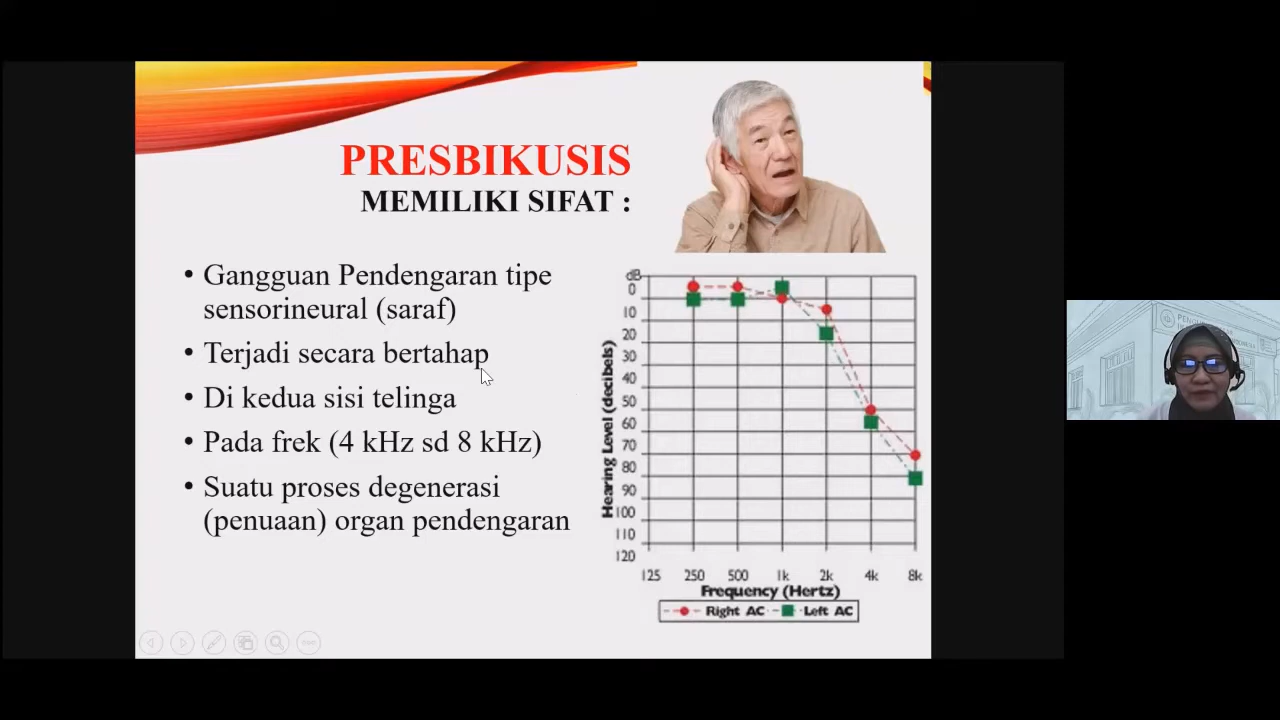 PRESBIKUSIS
MEMILIKI SIFAT :
• Gangguan Pendengaran tipe
sensorineural (saraf)
• Terjadi secara bertahap
• Di kedua sisi telinga
• Pada frek (4 kHz sd 8 kHz)
• Suatu proses degenerasi
(penuaan) organ pendengaran
dB
0
10
20
30
40
50
60
70
80
90
100
110
120
Hearing Level (decibels)
125 250 500 1k 2k 4k 8k
Frequency (Hertz)
Right AC Left AC